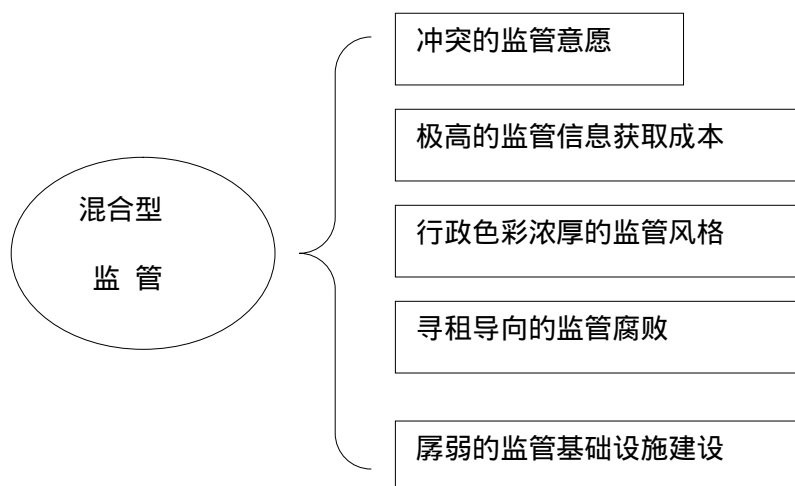 冲突的监管意愿
极高的监管信息获取成本
混合型
监 管
行政色彩浓厚的监管风格
寻租导向的监管腐败
孱弱的监管基础设施建设